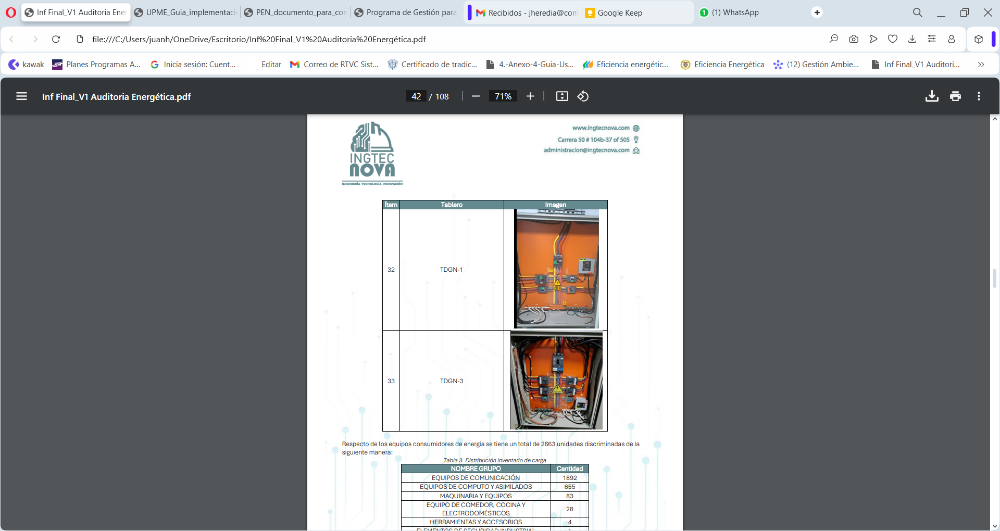 Inf Final_V1 Auditoria Ener
UPME_Guia_implementaci
PEN_documento_para_con
Programa de Gestión para
Recibidos - jheredia@cont
Google Keep
(1) WhatsApp
file:///C:/Users/juanh/OneDrive/Escritorio/Inf%20Final_V1%20Auditoria%20Energética.pdf
kawak
Planes Programas A...
Inicia sesión: Cuent...
Editar
Correo de RTVC Sist...
Certificado de tradic...
4.-Anexo-4-Guia-Us...
Eficiencia energétic...
Eficiencia Energética
(12) Gestión Ambie...
Inf Final_V1 Auditori...
Inf Final_V1 Auditoria Energética.pdf
42 / 108
71%
www.ingtecnova.com
Carrera 50 # 104b-37 of 505
administracion@ingtecnova.com
INGTEC
NOVA
INGENIERÍA-TECNOLOGÍA-INNOVACIÓN
Ítem Tablero Imagen
32 TDGN-1
33 TDGN-3
Respecto de los equipos consumidores de energía se tiene un total de 2663 unidades discriminadas de la
siguiente manera:
Tabla 3. Distribución inventario de carga
NOMBRE GRUPO Cantidad
EQUIPOS DE COMUNICACIÓN 1892
EQUIPOS DE COMPUTO Y ASIMILADOS 655
MAQUINARIA Y EQUIPOS 83
EQUIPO DE COMEDOR, COCINA Y
ELECTRODOMÉSTICOS 28
HERRAMIENTAS Y ACCESORIOS 4
ELEMENTOS DE SEGURIDAD INDUSTRIAL 1